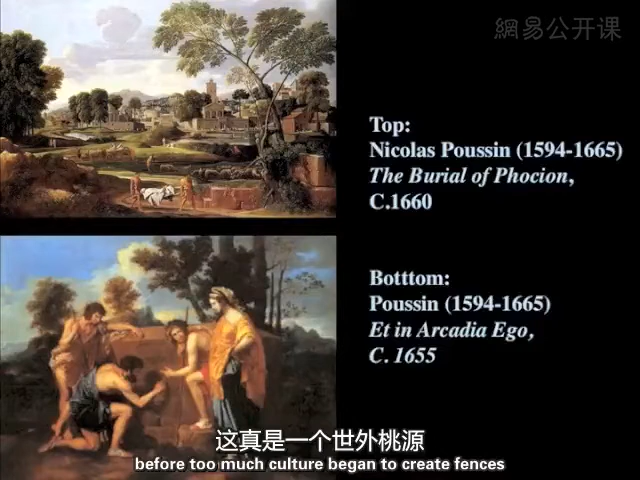 網易公开课
Top:
Nicolas Poussin (1594-1665)
The Burial of Phocion,
C.1660
Botttom:
Poussin (1594-1665)
Et in Arcadia Ego,
C. 1655
这真是一个世外桃源
before too much culture began to create fences